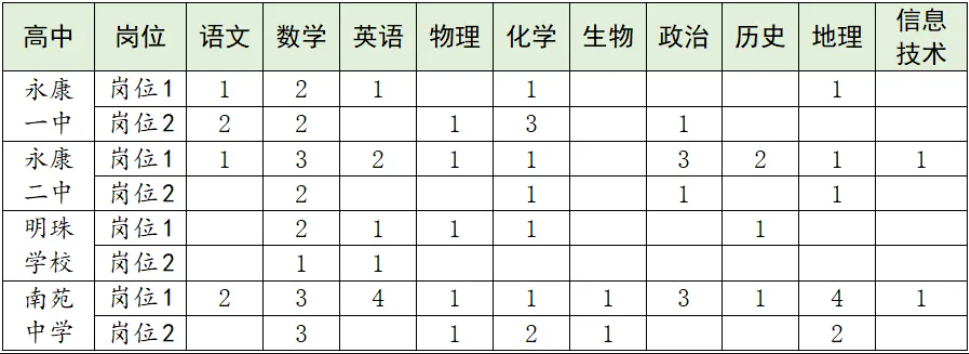 高中 岗位 语文 数学 英语 物理 化学 生物 政治 历史 地理 信息技术
永康一中 岗位1 1 2 1 1 1
岗位2 2 2 1 3 1
永康二中 岗位1 1 3 2 1 1 3 2 1 1
岗位2 2 1 1 1
明珠学校 岗位1 2 1 1 1 1
岗位2 1 1
南苑中学 岗位1 2 3 4 1 1 1 3 1 4 1
岗位2 3 1 2 1 2